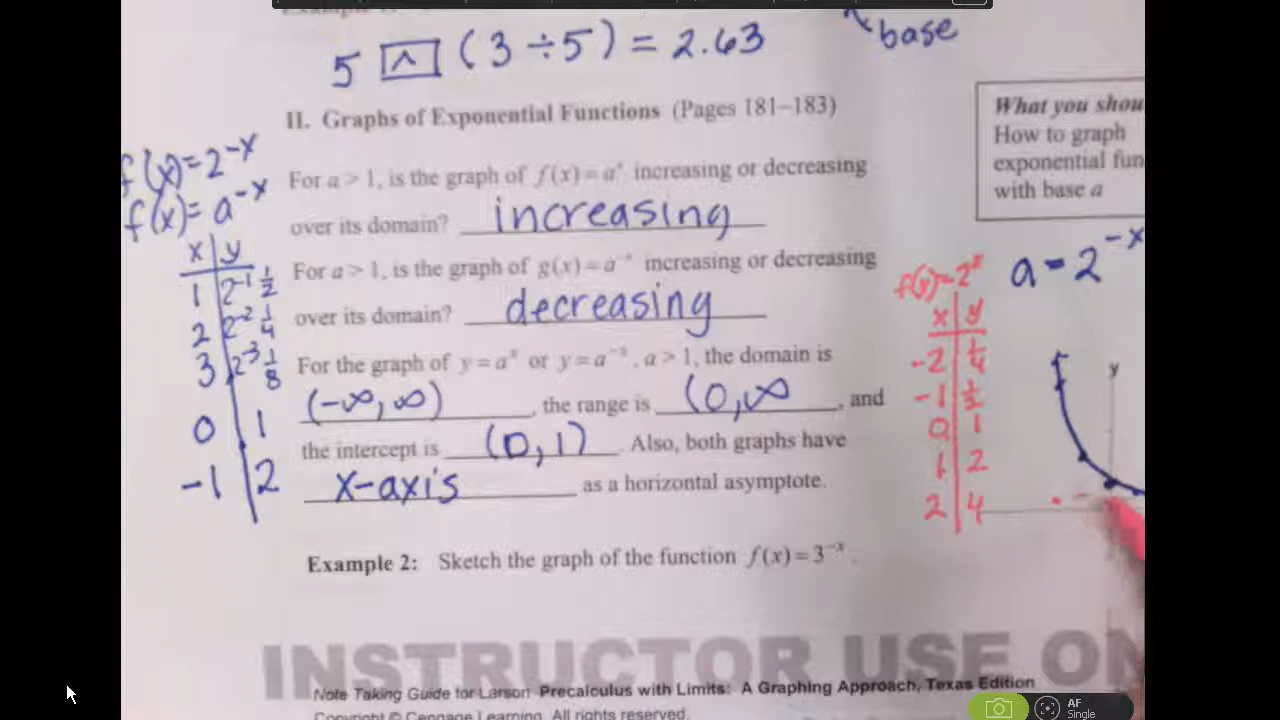 5 [^] (3 ÷ 5) = 2.63
base
II. Graphs of Exponential Functions (Pages 181–183)
What you shou
How to graph
exponential fun
with base a
f(x)=2^-x
f(x)=a^-x
For a > 1, is the graph of f(x) = a^x increasing or decreasing
over its domain? increasing
For a > 1, is the graph of g(x) = a^-x increasing or decreasing
over its domain? decreasing
For the graph of y = a^x or y = a^-x, a > 1, the domain is
(-∞, ∞), the range is (0, ∞, and
the intercept is (0, 1). Also, both graphs have
x-axis as a horizontal asymptote.
x y
1 2^-1 1/2
2 2^-2 1/4
3 2^-3 1/8
0 1
-1 2
a = 2^-x
f(x)=2^x
x y
-2 1/4
-1 1/2
0 1
1 2
2 4
y
Example 2: Sketch the graph of the function f(x) = 3^-x.
INSTRUCTOR USE ON
Note Taking Guide for Larson Precalculus with Limits: A Graphing Approach, Texas Edition
Copyright © Cengage Learning. All rights reserved.
AF
Single